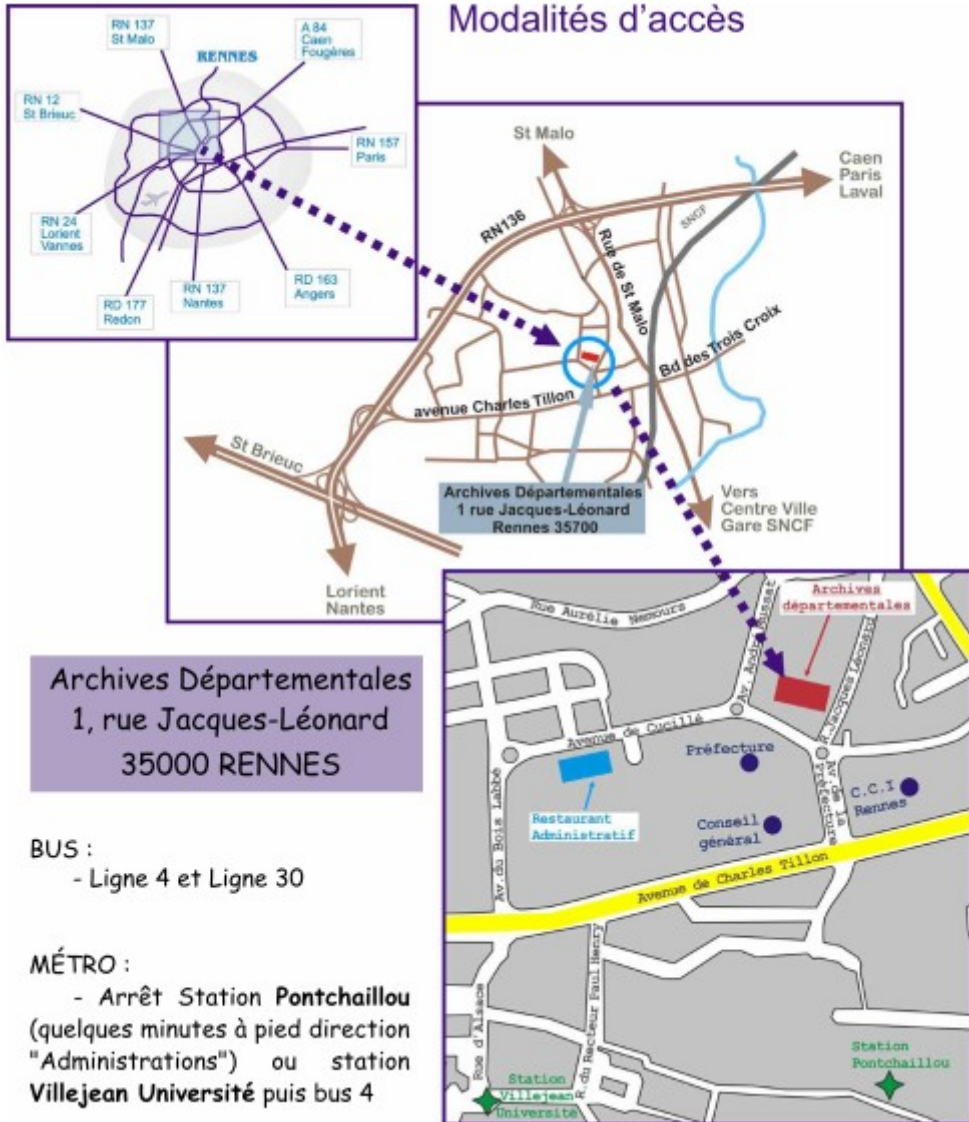 Modalités d'accès
RN 137
St Malo
A 84
Caen
Fougères
RENNES
RN 12
St Brieuc
RN 157
Paris
RN 24
Lorient
Vannes
RD 163
Angers
RN 137
Nantes
RD 177
Redon
St Malo
Caen
Paris
Laval
SNCF
RN136
Rue de St Malo
Bd des Trois Croix
avenue Charles Tillon
St Brieuc
Archives Départementales
1 rue Jacques-Léonard
Rennes 35700
Vers
Centre Ville
Gare SNCF
Lorient
Nantes
Archives Départementales
1, rue Jacques-Léonard
35000 RENNES
BUS :
- Ligne 4 et Ligne 30
MÉTRO :
- Arrêt Station Pontchaillou
(quelques minutes à pied direction
"Administrations") ou station
Villejean Université puis bus 4
Rue Aurélie Nemours
Archives
départementales
Av. André Mussat
R.Jacques Léonard
Avenue de Cucillé
Préfecture
Av. de la
Préfecture
C.C.I
Rennes
Restaurant
Administratif
Conseil
général
Av.du Bois Labbé
Avenue de Charles Tillon
Rue d'Alsace
R.du Recteur Paul Henry
Station
Villejean
Université
Station
Pontchaillou